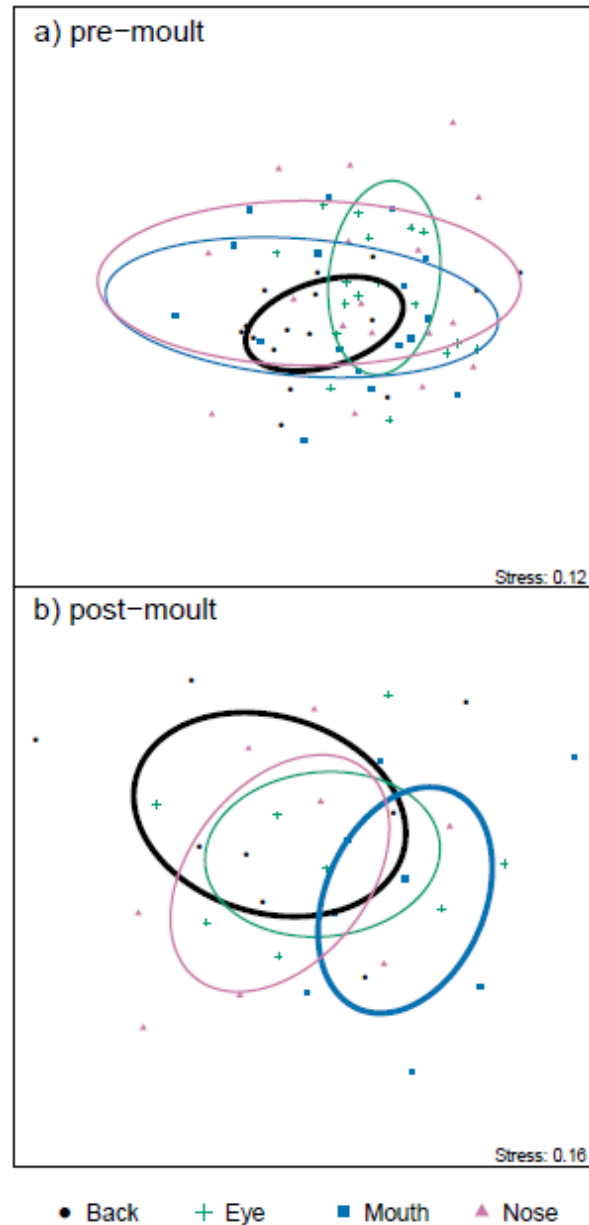 a) pre−moult
Stress: 0.12
b) post−moult
Stress: 0.16
Back Eye Mouth Nose